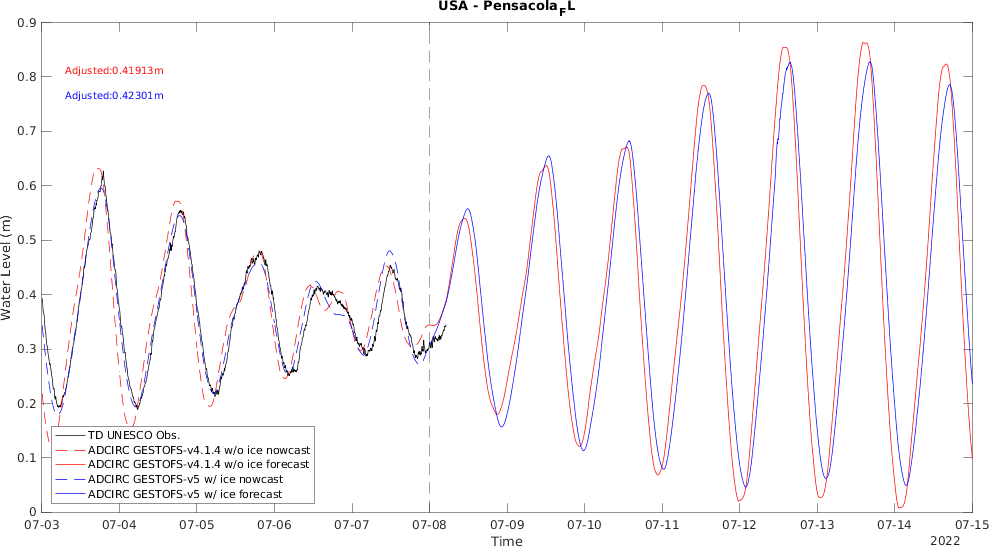 USA - Pensacola_FL
0.9
Adjusted:0.41913m
0.8
Adjusted:0.42301m
0.7
0.6
0.5
0.4
0.3
0.2
0.1
0
Water Level (m)
TD UNESCO Obs.
ADCIRC GESTOFS-v4.1.4 w/o ice nowcast
ADCIRC GESTOFS-v4.1.4 w/o ice forecast
ADCIRC GESTOFS-v5 w/ ice nowcast
ADCIRC GESTOFS-v5 w/ ice forecast
07-03 07-04 07-05 07-06 07-07 07-08 07-09 07-10 07-11 07-12 07-13 07-14 07-15
Time
2022